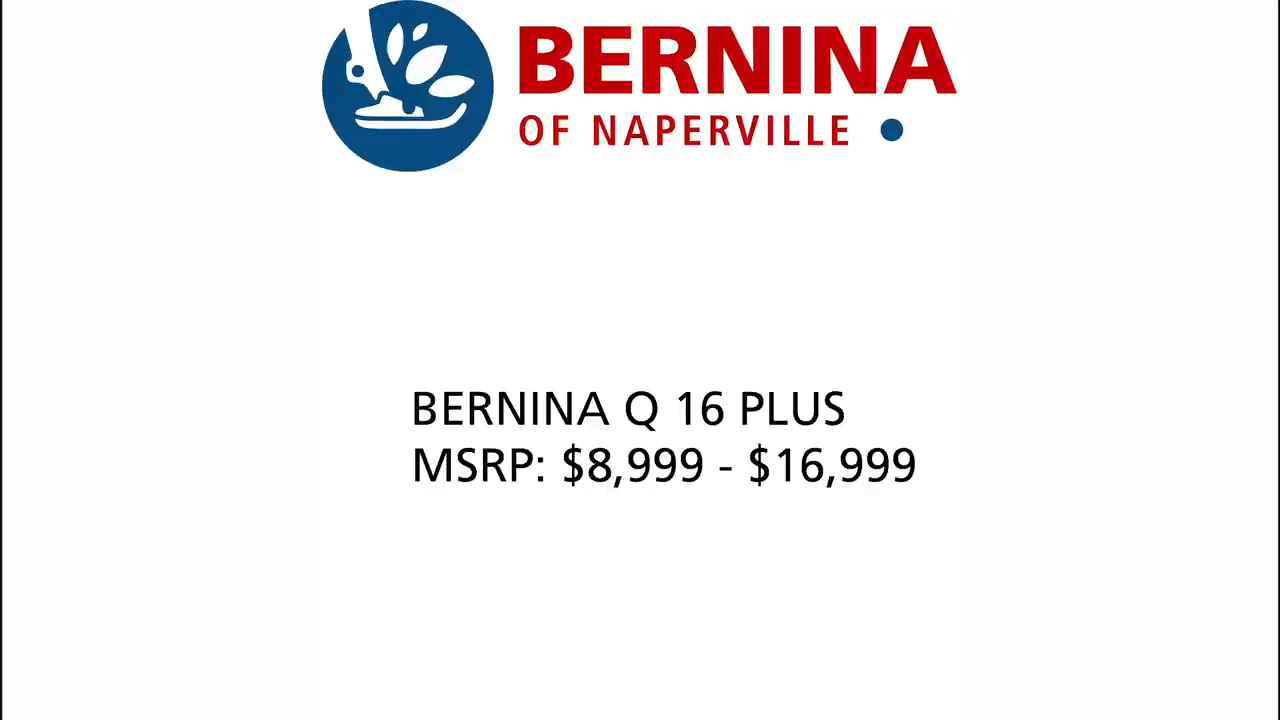 BERNINA
OF NAPERVILLE
BERNINA Q 16 PLUS
MSRP: $8,999 - $16,999